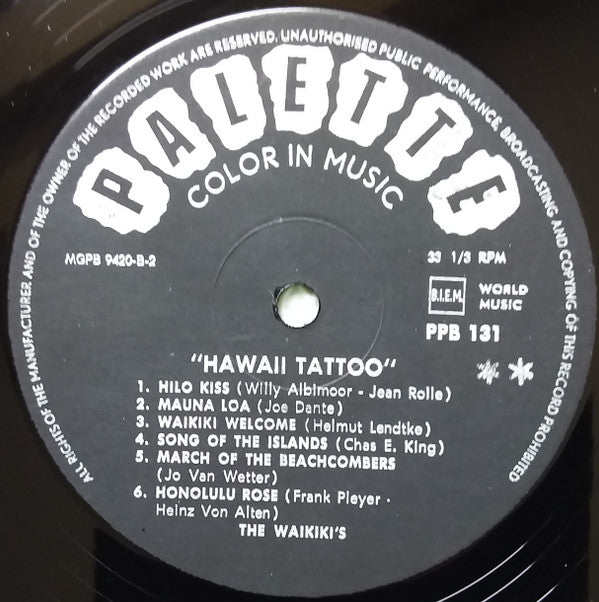 ALL RIGHTS OF THE MANUFACTURER AND OF THE OWNER OF THE RECORDED WORK ARE RESERVED. UNAUTHORISED PUBLIC PERFORMANCE, BROADCASTING AND COPYING OF THIS RECORD PROHIBITED
PALETTE
COLOR IN MUSIC
MGPB 9420-B-2
33 1/3 RPM
B.I.E.M.
WORLD
MUSIC
PPB 131
"HAWAII TATTOO"
1. HILO KISS (Willy Albimoor - Jean Rolle)
2. MAUNA LOA (Joe Dante)
3. WAIKIKI WELCOME (Helmut Lendtke)
4. SONG OF THE ISLANDS (Chas E. King)
5. MARCH OF THE BEACHCOMBERS
(Jo Van Wetter)
6. HONOLULU ROSE (Frank Pleyer -
Heinz Von Alten)
THE WAIKIKI'S